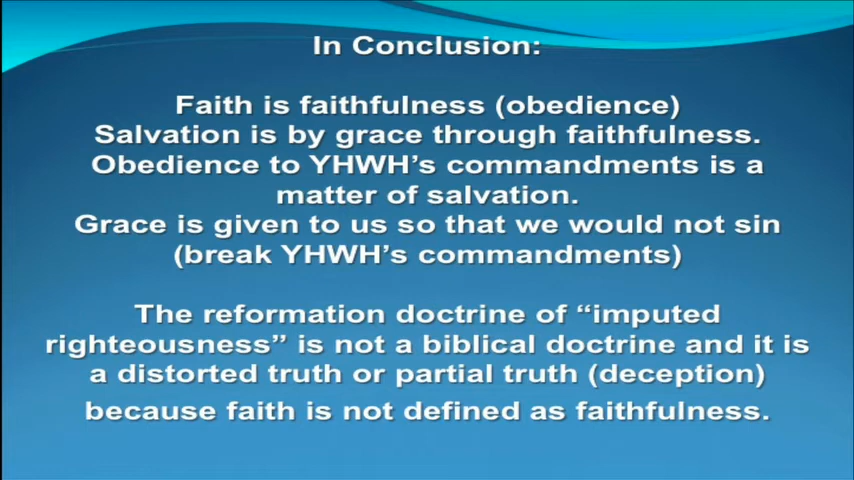 In Conclusion:
Faith is faithfulness (obedience)
Salvation is by grace through faithfulness.
Obedience to YHWH’s commandments is a
matter of salvation.
Grace is given to us so that we would not sin
(break YHWH’s commandments)
The reformation doctrine of “imputed
righteousness” is not a biblical doctrine and it is
a distorted truth or partial truth (deception)
because faith is not defined as faithfulness.